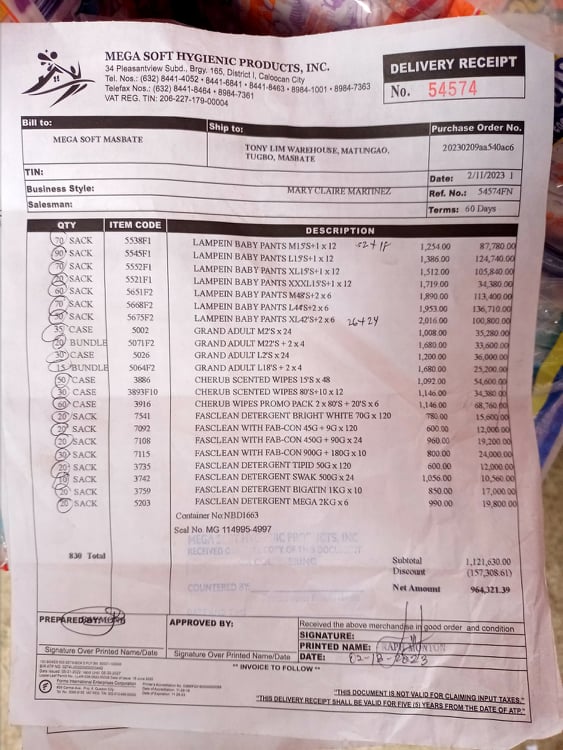 MEGA SOFT HYGIENIC PRODUCTS, INC.
34 Pleasantview Subd., Brgy. 165, District I, Caloocan City
Tel. Nos.: (632) 8441-4052 • 8441-6841 • 8441-8463 • 8984-1001 • 8984-7363
Telefax Nos.: (632) 8441-8464 • 8984-7361
VAT REG. TIN: 206-227-179-00004
DELIVERY RECEIPT
No. 54574
Bill to:
MEGA SOFT MASBATE
Ship to:
TONY LIM WAREHOUSE, MATUNGAO,
TUGBO, MASBATE
Purchase Order No.
20230209aa540ac6
TIN:
Date: 2/11/2023 1
Business Style:
MARY CLAIRE MARTINEZ
Ref. No.: 54574FN
Salesman:
Terms: 60 Days
QTY ITEM CODE DESCRIPTION
70 SACK 5538F1 LAMPEIN BABY PANTS M15'S+1 x 12 52+18 1,254.00 87,780.00
90 SACK 5545F1 LAMPEIN BABY PANTS L15'S+1 x 12 1,386.00 124,740.00
70 SACK 5552F1 LAMPEIN BABY PANTS XL15'S+1 x 12 1,512.00 105,840.00
20 SACK 5521F1 LAMPEIN BABY PANTS XXXL15'S+1 x 12 1,719.00 34,380.00
60 SACK 5651F2 LAMPEIN BABY PANTS M48'S+2 x 6 1,890.00 113,400.00
70 SACK 5668F2 LAMPEIN BABY PANTS L44'S+2 x 6 1,953.00 136,710.00
50 SACK 5675F2 LAMPEIN BABY PANTS XL42'S+2 x 6 26+24 2,016.00 100,800.00
35 CASE 5002 GRAND ADULT M2'S x 24 1,008.00 35,280.00
20 BUNDLE 5071F2 GRAND ADULT M22'S + 2 x 4 1,680.00 33,600.00
30 CASE 5026 GRAND ADULT L2'S x 24 1,200.00 36,000.00
15 BUNDLE 5064F2 GRAND ADULT L18'S + 2 x 4 1,680.00 25,200.00
50 CASE 3886 CHERUB SCENTED WIPES 15'S x 48 1,092.00 54,600.00
30 CASE 3893F10 CHERUB SCENTED WIPES 80'S+10 x 12 1,146.00 34,380.00
60 CASE 3916 CHERUB WIPES PROMO PACK 2 x 80'S + 20'S x 6 1,146.00 68,760.00
20 SACK 7541 FASCLEAN DETERGENT BRIGHT WHITE 70G x 120 780.00 15,600.00
20 SACK 7092 FASCLEAN WITH FAB-CON 45G + 9G x 120 600.00 12,000.00
20 SACK 7108 FASCLEAN WITH FAB-CON 450G + 90G x 24 960.00 19,200.00
30 SACK 7115 FASCLEAN WITH FAB-CON 900G + 180G x 10 800.00 24,000.00
20 SACK 3735 FASCLEAN DETERGENT TIPID 50G x 120 600.00 12,000.00
10 SACK 3742 FASCLEAN DETERGENT SWAK 500G x 24 1,056.00 10,560.00
20 SACK 3759 FASCLEAN DETERGENT BIGATIN 1KG x 10 850.00 17,000.00
20 SACK 5203 FASCLEAN DETERGENT MEGA 2KG x 6 990.00 19,800.00
Container No:NBD1663
Seal No. MG 114995-4997
COUNTERED BY:
830 Total
Subtotal 1,121,630.00
Discount (157,308.61)
Net Amount 964,321.39
PREPARED BY:
APPROVED BY:
Received the above merchandise in good order and condition
SIGNATURE:
PRINTED NAME:
DATE: 02-18-2023
Signature Over Printed Name/Date
Signature Over Printed Name/Date
** INVOICE TO FOLLOW **
Forms International Enterprises Corporation
"THIS DOCUMENT IS NOT VALID FOR CLAIMING INPUT TAXES."
"THIS DELIVERY RECEIPT SHALL BE VALID FOR FIVE (5) YEARS FROM THE DATE OF ATP."